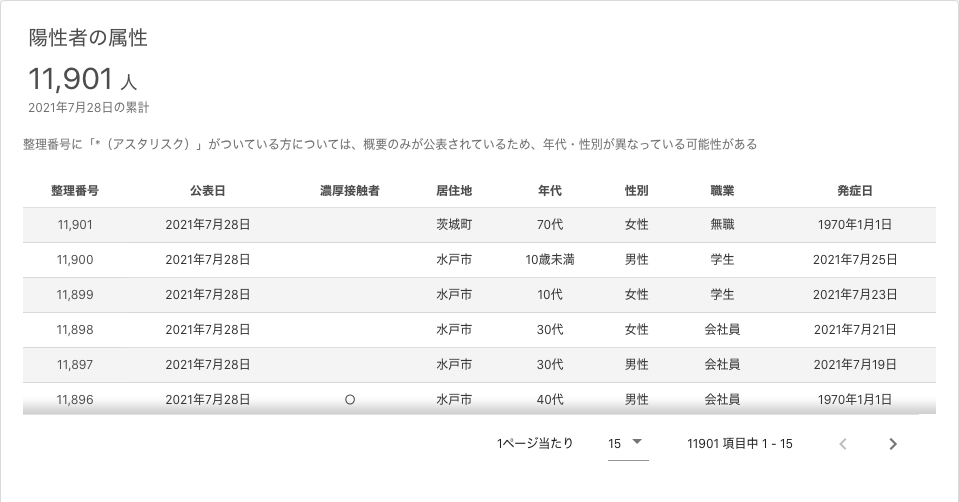 陽性者の属性
11,901 人
2021年7月28日の累計
整理番号に「*（アスタリスク）」がついている方については、概要のみが公表されているため、年代・性別が異なっている可能性がある
整理番号 公表日 濃厚接触者 居住地 年代 性別 職業 発症日
11,901 2021年7月28日 茨城町 70代 女性 無職 1970年1月1日
11,900 2021年7月28日 水戸市 10歳未満 男性 学生 2021年7月25日
11,899 2021年7月28日 水戸市 10代 女性 学生 2021年7月23日
11,898 2021年7月28日 水戸市 30代 女性 会社員 2021年7月21日
11,897 2021年7月28日 水戸市 30代 男性 会社員 2021年7月19日
11,896 2021年7月28日 〇 水戸市 40代 男性 会社員 1970年1月1日
1ページ当たり 15 11901 項目中 1 - 15